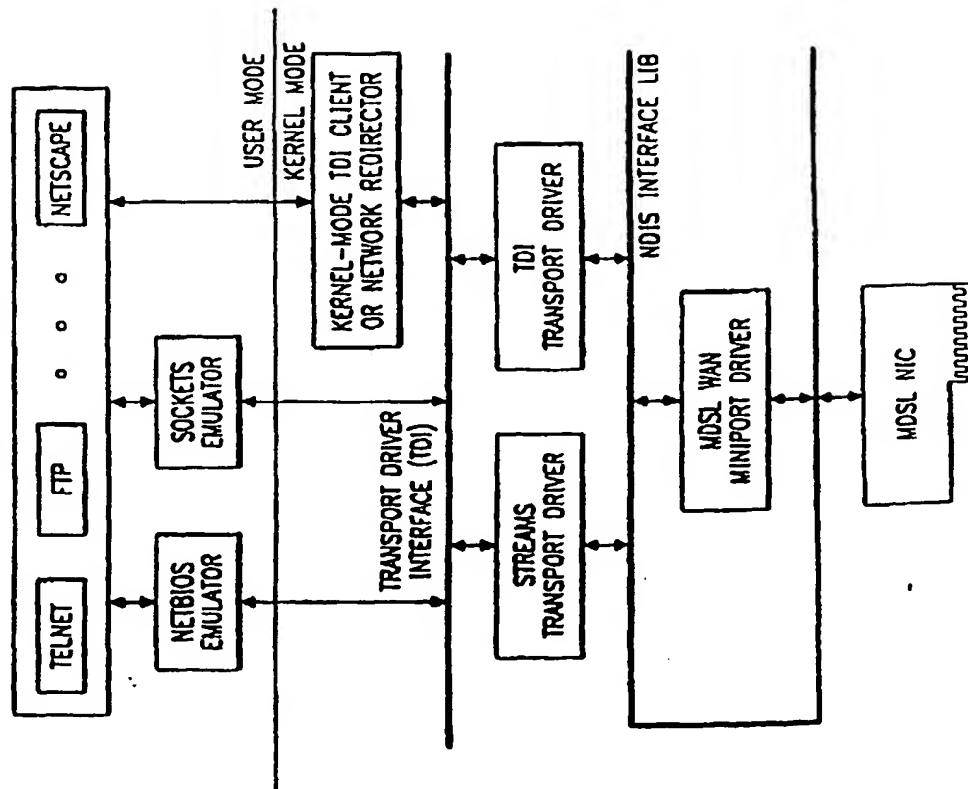 TELNET
FTP
NETSCAPE
NETBIOS
EMULATOR
SOCKETS
EMULATOR
USER MODE
KERNEL MODE
KERNEL-MODE TDI CLIENT
OR NETWORK REDIRECTOR
TRANSPORT DRIVER
INTERFACE (TDI)
STREAMS
TRANSPORT DRIVER
TDI
TRANSPORT DRIVER
NDIS INTERFACE LIB
MDSL WAN
MINIPORT DRIVER
MDSL NIC